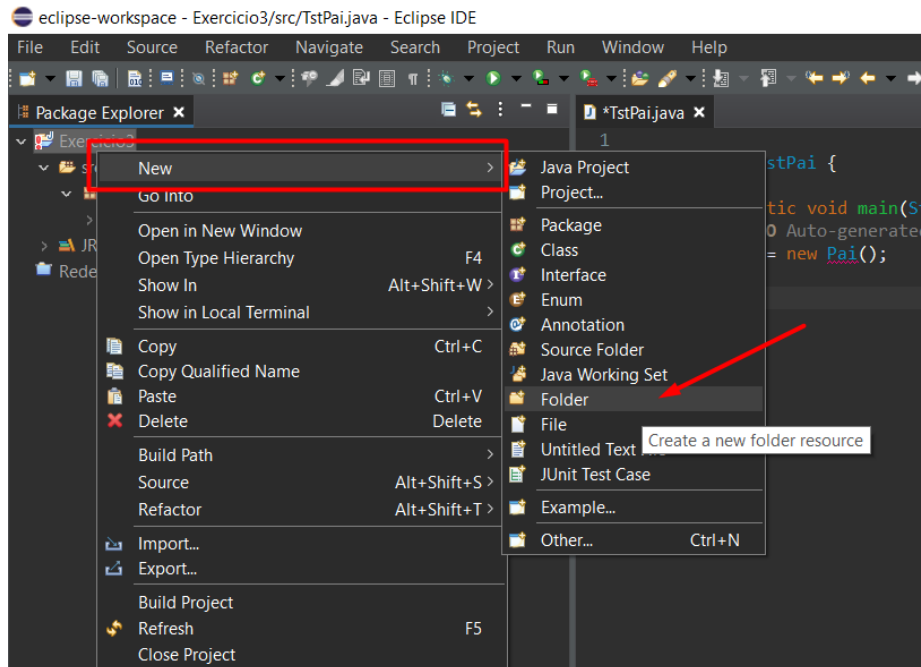 eclipse-workspace - Exercicio3/src/TstPai.java - Eclipse IDE
File Edit Source Refactor Navigate Search Project Run Window Help
Package Explorer
*TstPai.java
Exercicio3
JR
Rede
New
Go Into
Open in New Window
Open Type Hierarchy F4
Show In Alt+Shift+W >
Show in Local Terminal >
Copy Ctrl+C
Copy Qualified Name
Paste Ctrl+V
Delete Delete
Build Path >
Source Alt+Shift+S >
Refactor Alt+Shift+T >
Import...
Export...
Build Project
Refresh F5
Close Project
Java Project
Project...
Package
Class
Interface
Enum
Annotation
Source Folder
Java Working Set
Folder
File
Untitled Text
JUnit Test Case
Example...
Other... Ctrl+N
Create a new folder resource
1
stPai {
tic void main(S
O Auto-generated
= new Pai();